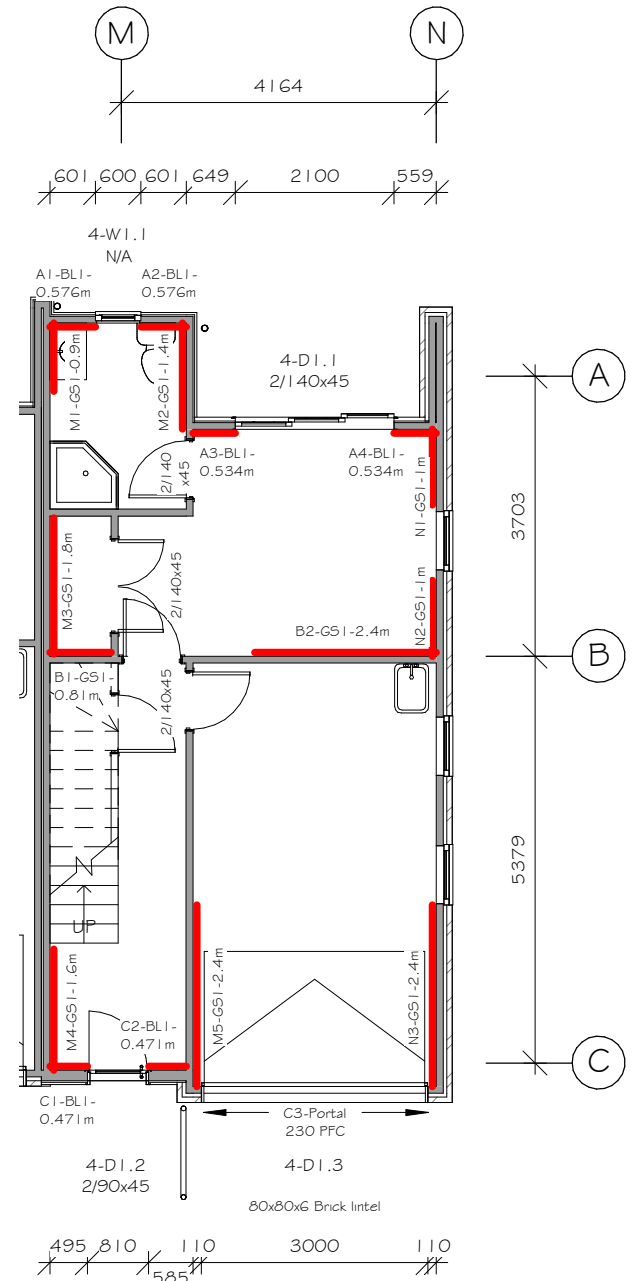 M
N
4164
601 600 601 649 2100 559
4-W1.1
N/A
A1-BL1-
0.576m
A2-BL1-
0.576m
M1-GS1-0.9m
M2-GS1-1.4m
4-D1.1
2/140x45
A
A3-BL1-
0.534m
A4-BL1-
0.534m
2/140
x45
N1-GS1-1m
3703
M3-GS1-1.8m
2/140x45
N2-GS1-1m
B2-GS1-2.4m
B
B1-GS1-
0.81m
2/140x45
5379
UP
M4-GS1-1.6m
M5-GS1-2.4m
N3-GS1-2.4m
C2-BL1-
0.471m
C
C1-BL1-
0.471m
C3-Portal
230 PFC
4-D1.2
2/90x45
4-D1.3
80x80x6 Brick lintel
495 810 110 3000 110
585